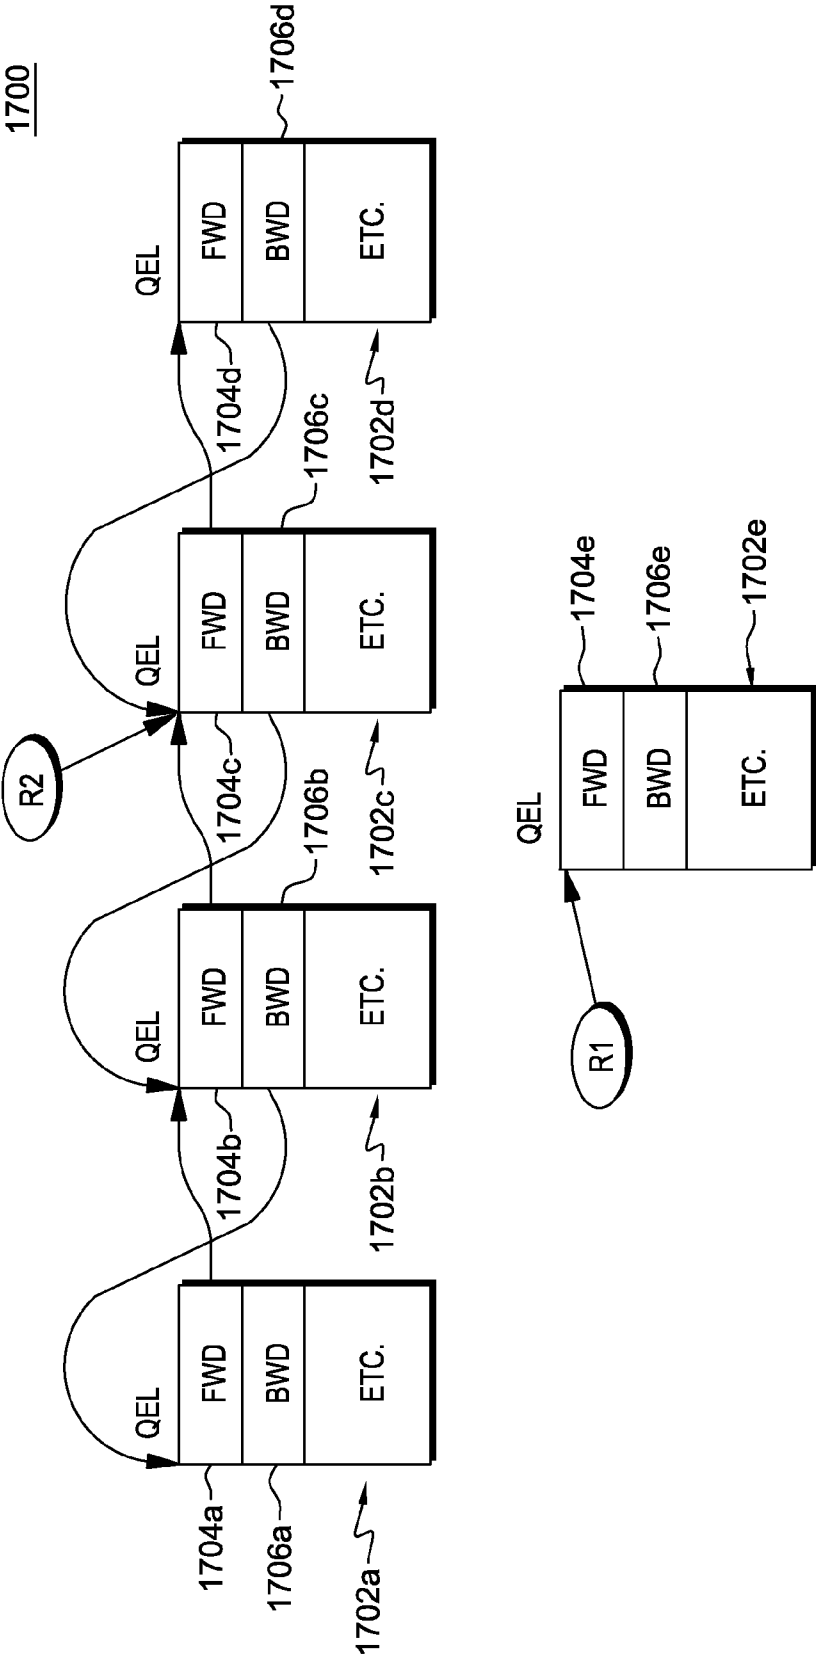 1700
R2
QEL
QEL
QEL
QEL
1704a
FWD
1704b
FWD
1704c
FWD
1704d
FWD
1706a
BWD
BWD
1706b
BWD
1706c
BWD
1706d
1702a
ETC.
1702b
ETC.
1702c
ETC.
1702d
ETC.
QEL
R1
FWD
1704e
BWD
1706e
ETC.
1702e